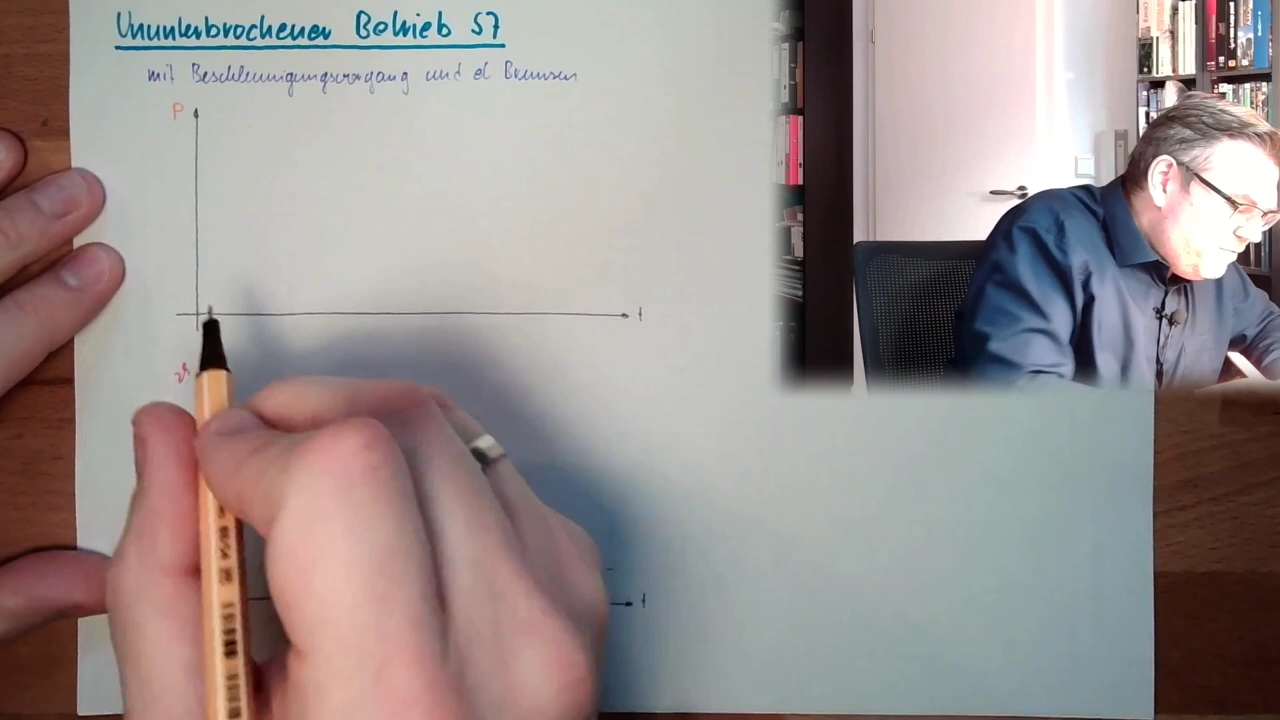 Ununterbrochener Betrieb S7
mit Beschleunigungsvorgang und el Bremsen
P
t
ϑ
t